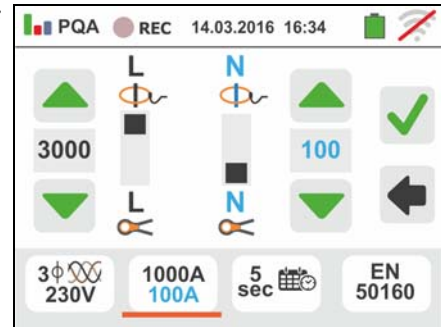 PQA REC 14.03.2016 16:34
L N
3000 100
L N
3ϕ 1000A 5 EN
230V 100A sec 50160